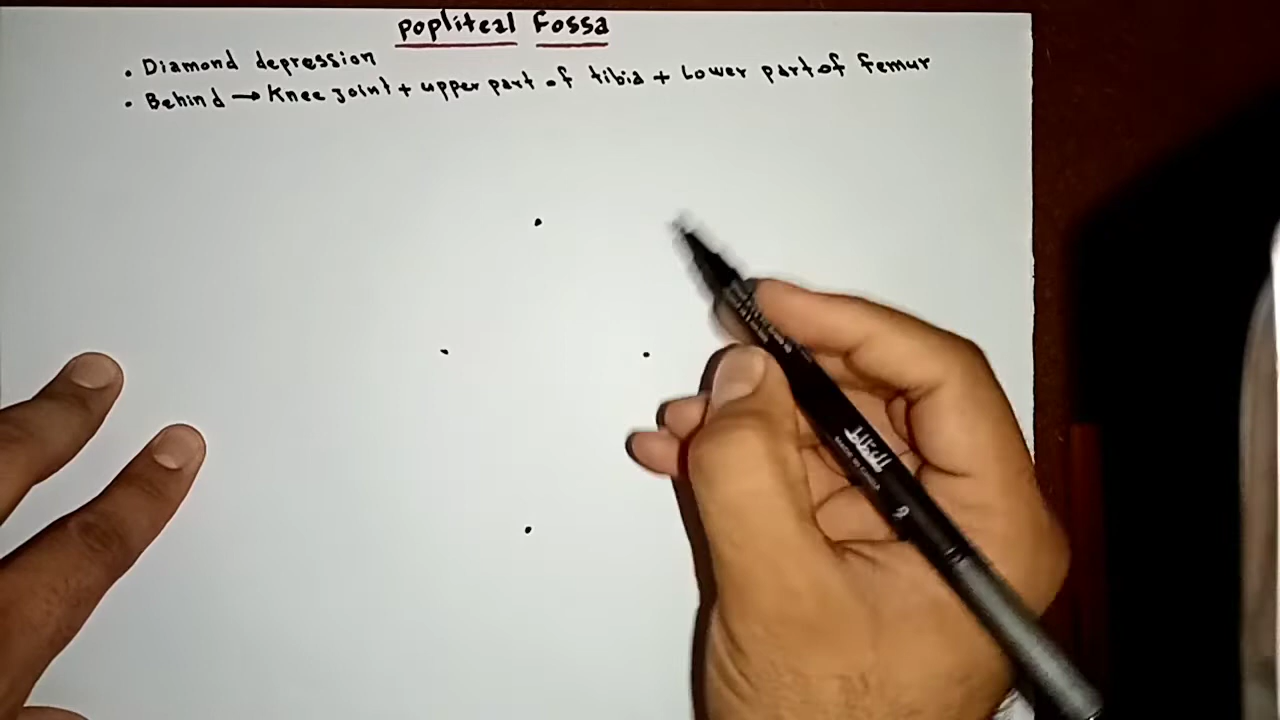 Popliteal Fossa
• Diamond depression
• Behind → Knee joint + upper part of tibia + Lower part of femur